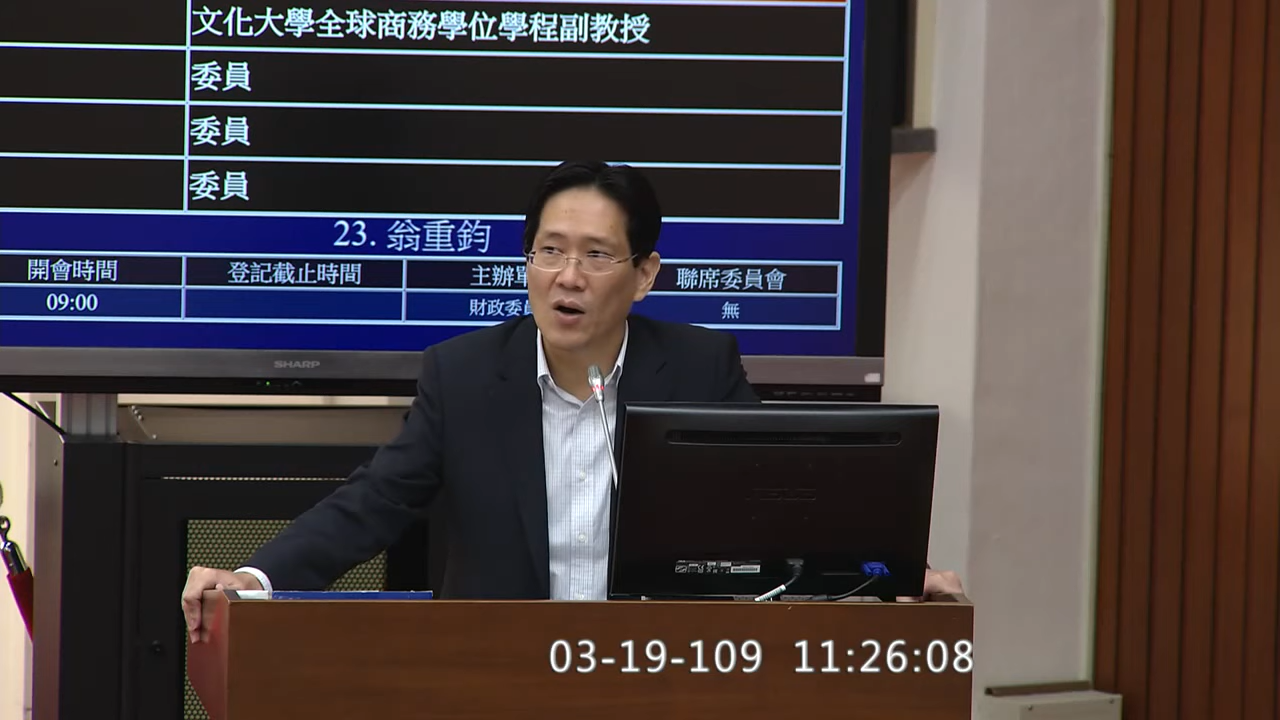 文化大學全球商務學位學程副教授
委員
委員
委員
23. 翁重鈞
開會時間 登記截止時間 主辦單 聯席委員會
09:00 財政委員 無
SHARP
03-19-109 11:26:08